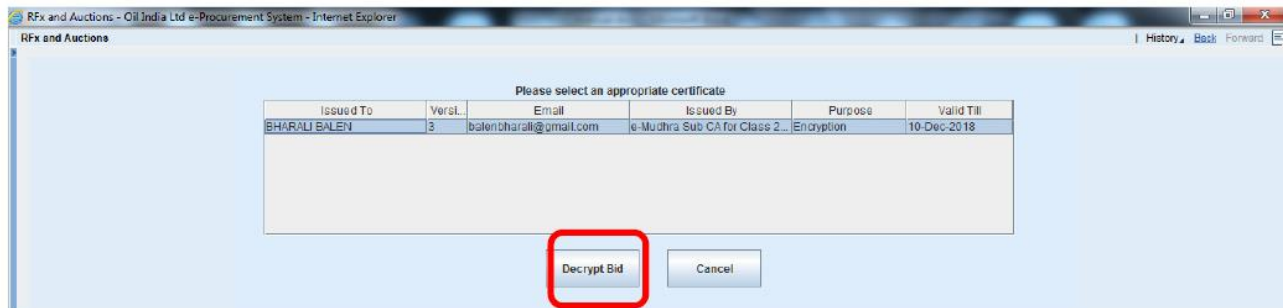 RFx and Auctions - Oil India Ltd e-Procurement System - Internet Explorer
RFx and Auctions | History Back Forward
Please select an appropriate certificate
Issued To Versi... Email Issued By Purpose Valid Till
BHARALI BALEN 3 balenbharali@gmail.com e-Mudhra Sub CA for Class 2... Encryption 10-Dec-2018
Decrypt Bid Cancel